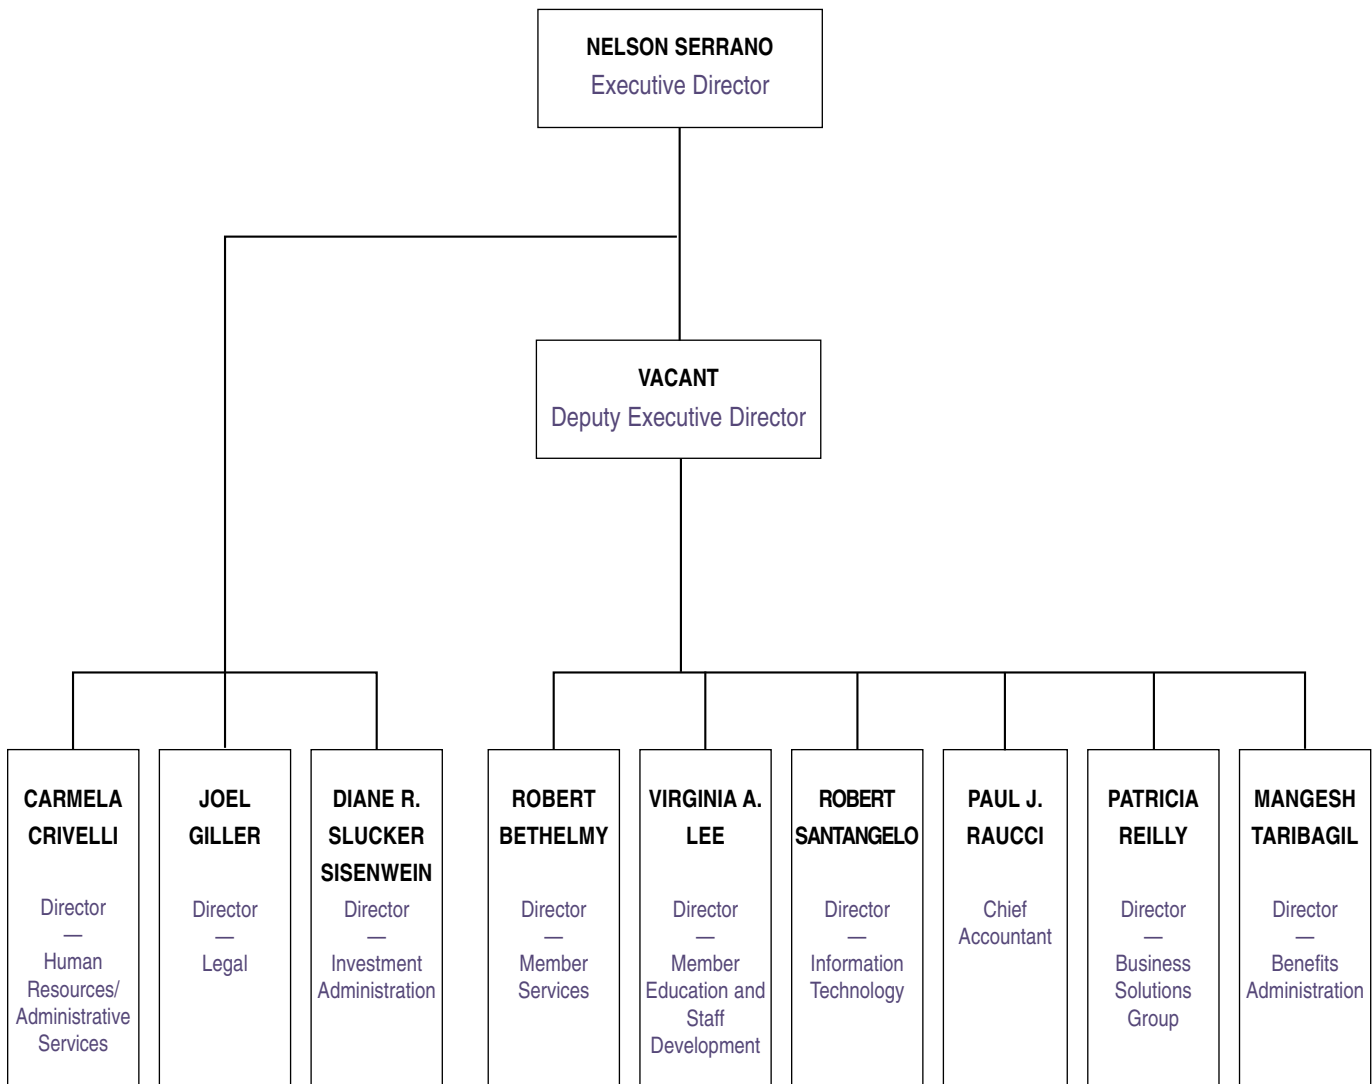 NELSON SERRANO
Executive Director
VACANT
Deputy Executive Director
CARMELA
CRIVELLI
Director
—
Human
Resources/
Administrative
Services
JOEL
GILLER
Director
—
Legal
DIANE R.
SLUCKER
SISENWEIN
Director
—
Investment
Administration
ROBERT
BETHELMY
Director
—
Member
Services
VIRGINIA A.
LEE
Director
—
Member
Education and
Staff
Development
ROBERT
SANTANGELO
Director
—
Information
Technology
PAUL J.
RAUCCI
Chief
Accountant
PATRICIA
REILLY
Director
—
Business
Solutions
Group
MANGESH
TARIBAGIL
Director
—
Benefits
Administration